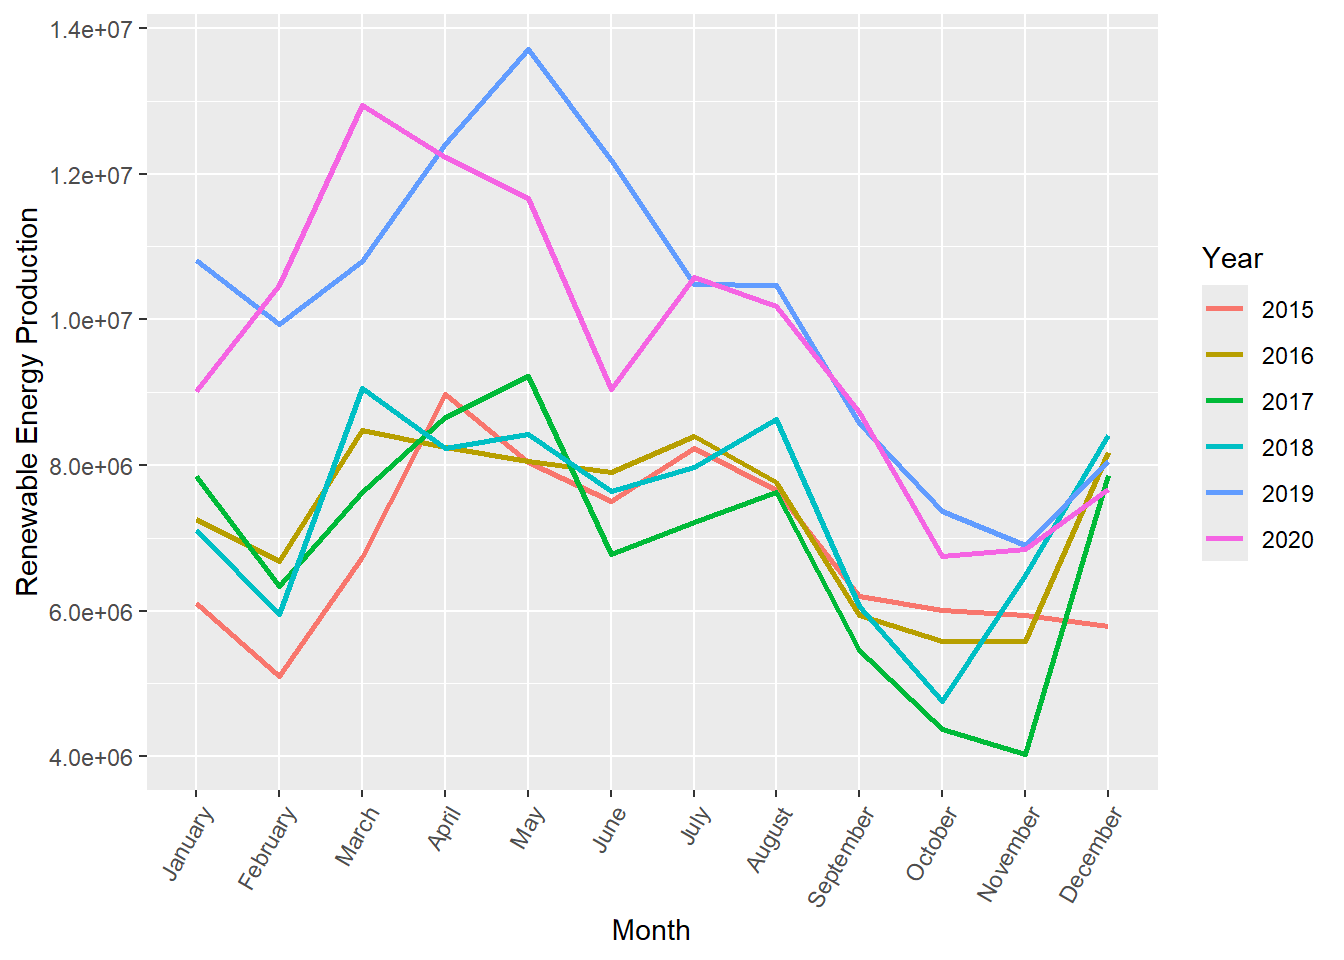 1.4e+07
1.2e+07
1.0e+07
8.0e+06
6.0e+06
4.0e+06
Renewable Energy Production
January
February
March
April
May
June
July
August
September
October
November
December
Month
Year
2015
2016
2017
2018
2019
2020